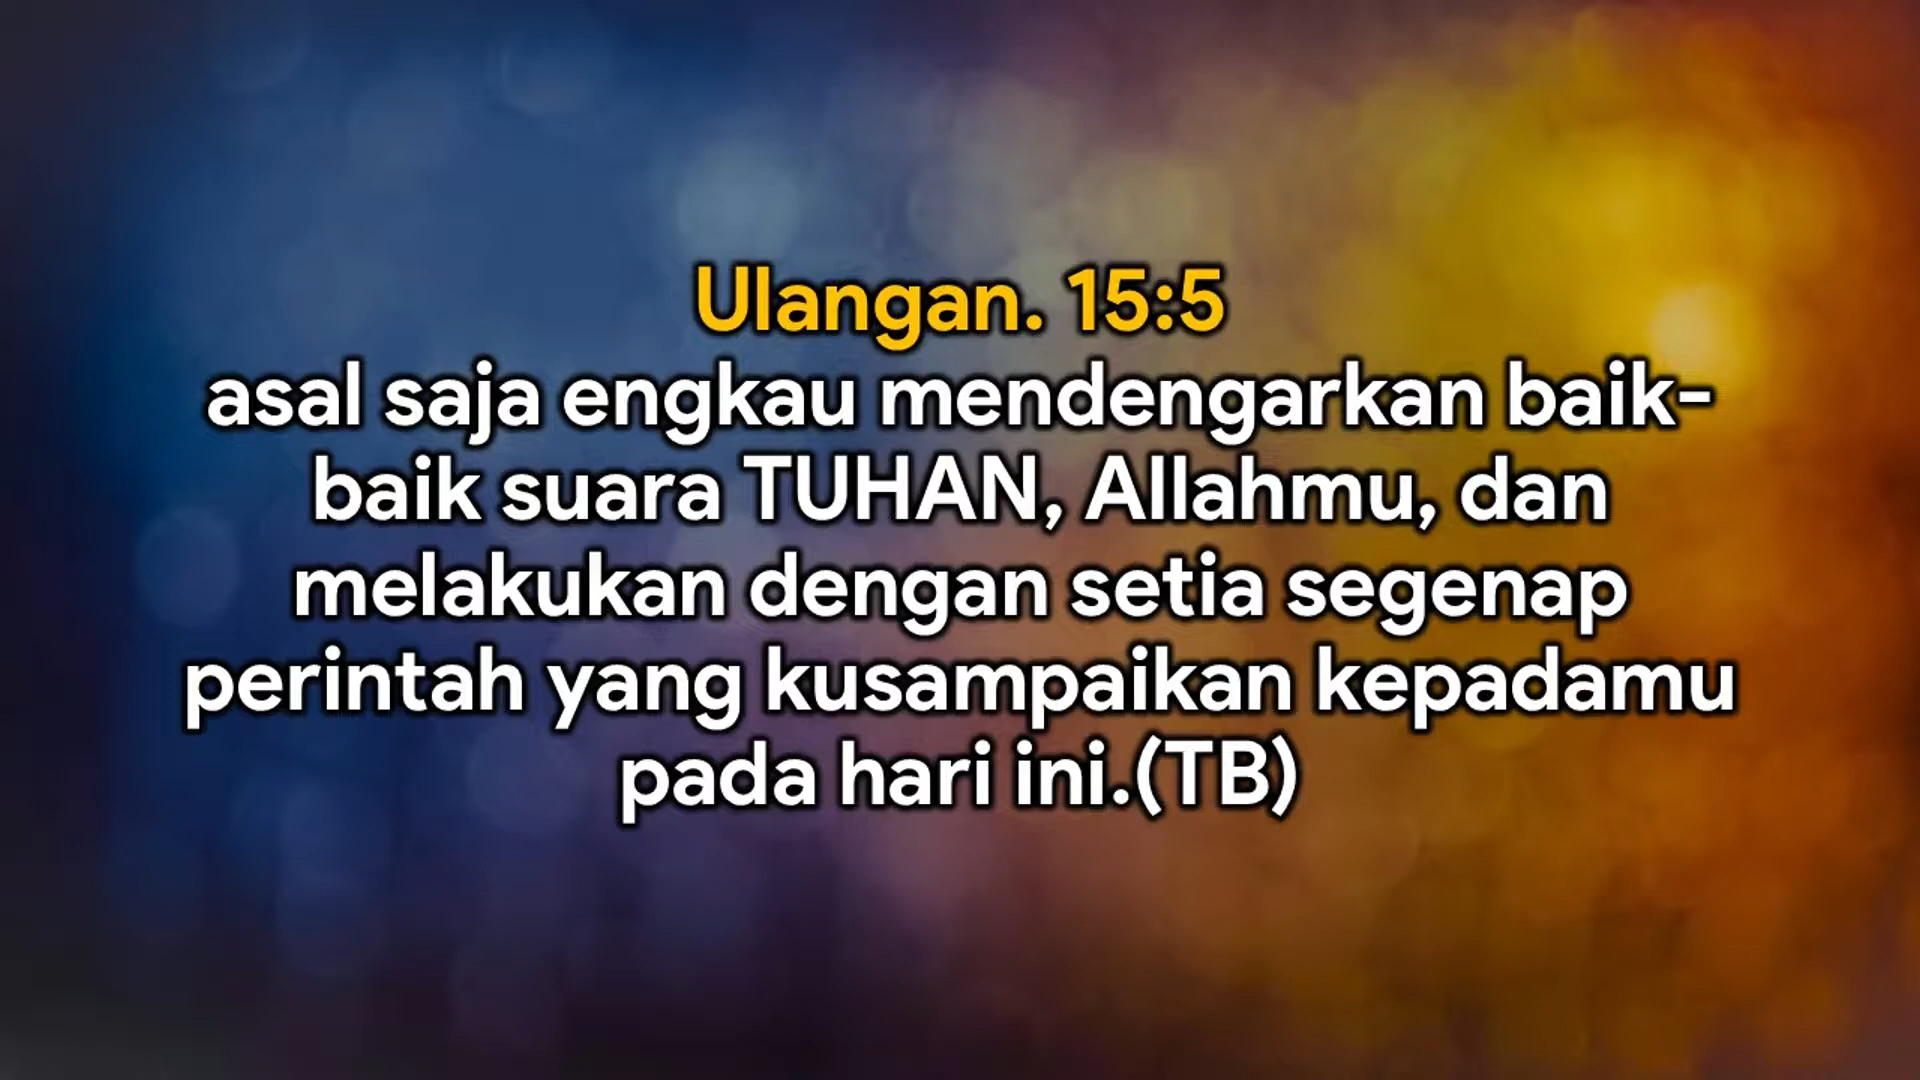 Ulangan. 15:5
asal saja engkau mendengarkan baik-
baik suara TUHAN, Allahmu, dan
melakukan dengan setia segenap
perintah yang kusampaikan kepadamu
pada hari ini.(TB)